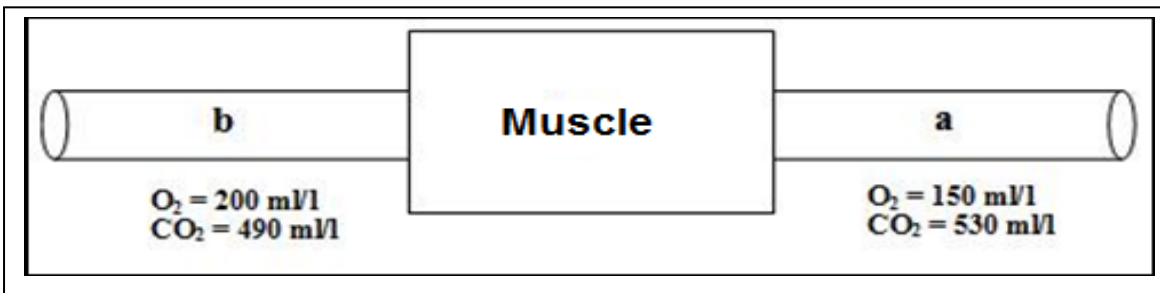 b
Muscle
a
O₂ = 200 ml/l
CO₂ = 490 ml/l
O₂ = 150 ml/l
CO₂ = 530 ml/l